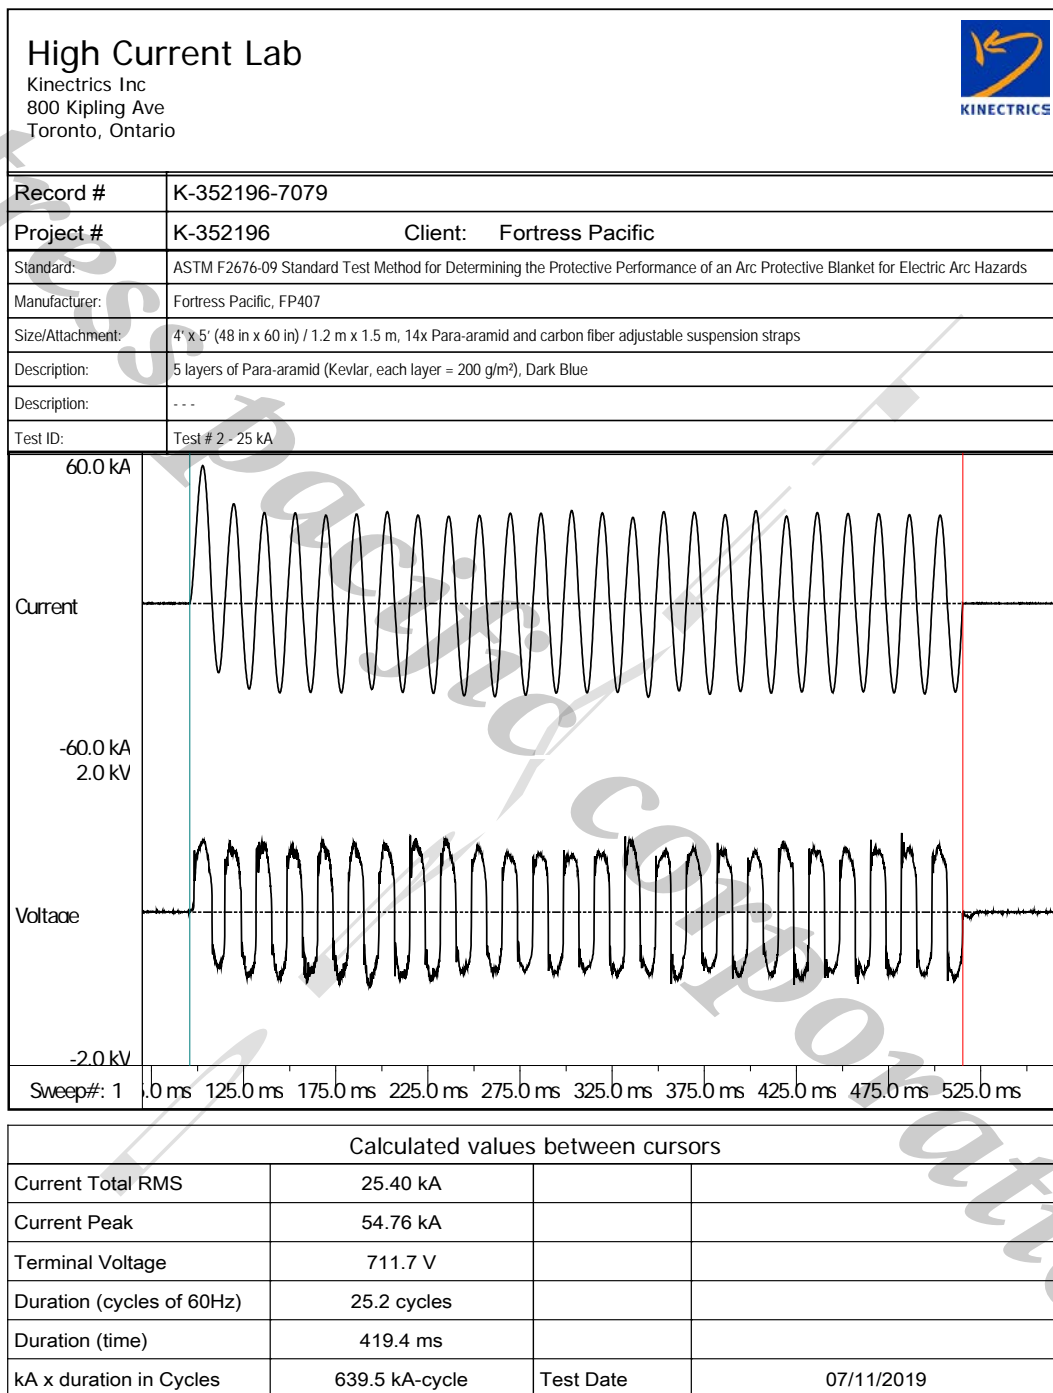 High Current Lab
Kinectrics Inc
800 Kipling Ave
Toronto, Ontario
KINECTRICS
Record # K-352196-7079
Project # K-352196 Client: Fortress Pacific
Standard: ASTM F2676-09 Standard Test Method for Determining the Protective Performance of an Arc Protective Blanket for Electric Arc Hazards
Manufacturer: Fortress Pacific, FP407
Size/Attachment: 4' x 5' (48 in x 60 in) / 1.2 m x 1.5 m, 14x Para-aramid and carbon fiber adjustable suspension straps
Description: 5 layers of Para-aramid (Kevlar, each layer = 200 g/m²), Dark Blue
Description: - - -
Test ID: Test # 2 - 25 kA
60.0 kA
Current
-60.0 kA
2.0 kV
Voltage
-2.0 kV
Sweep#: 1 5.0 ms 125.0 ms 175.0 ms 225.0 ms 275.0 ms 325.0 ms 375.0 ms 425.0 ms 475.0 ms 525.0 ms
Calculated values between cursors
Current Total RMS 25.40 kA
Current Peak 54.76 kA
Terminal Voltage 711.7 V
Duration (cycles of 60Hz) 25.2 cycles
Duration (time) 419.4 ms
kA x duration in Cycles 639.5 kA-cycle Test Date 07/11/2019
tress pacific corporati